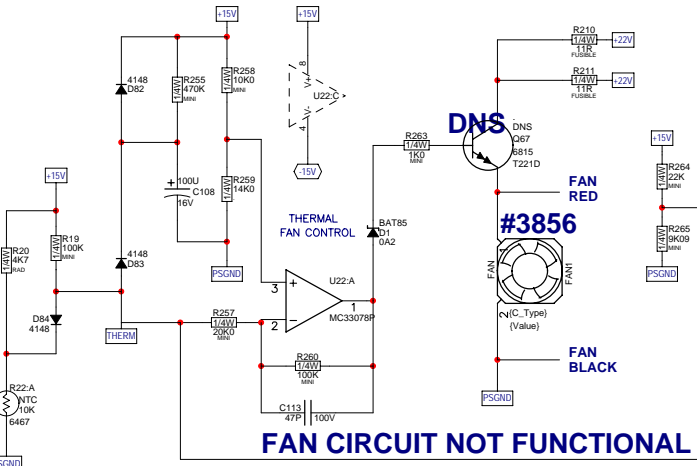 +15V
+15V
R210
1/4W
11R
FUSIBLE
+22V
R211
1/4W
11R
FUSIBLE
+22V
4148
D82
R255
1/4W
470K
MINI
R258
1/4W
10K0
MINI
8
V+
U22:C
V-
4
-15V
DNS
DNS
Q67
6815
T221D
R263
1/4W
1K0
MINI
+15V
R264
1/4W
22K
MINI
R265
1/4W
9K09
MINI
PSGND
+ 100U
C108
16V
R259
1/4W
14K0
PSGND
FAN
RED
#3856
+15V
R20
1/4W
4K7
RAD
R19
1/4W
100K
MINI
4148
D83
THERMAL
FAN CONTROL
BAT85
D1
0A2
FAN
1
FAN1
2
{C_Type}
{Value}
D84
4148
THERM
R257
1/4W
20K0
MINI
3
+
2
−
U22:A
1
MC33078P
R260
1/4W
100K
MINI
C113
47P
100V
FAN
BLACK
PSGND
R22:A
NTC
10K
6467
PSGND
FAN CIRCUIT NOT FUNCTIONAL